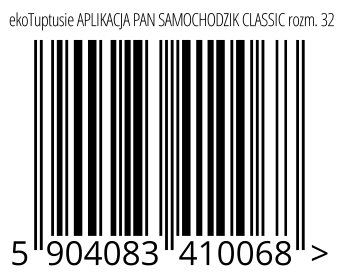 ekoTuptusie APLIKACJA PAN SAMOCHODZIK CLASSIC rozm. 32
5 904083 410068 >